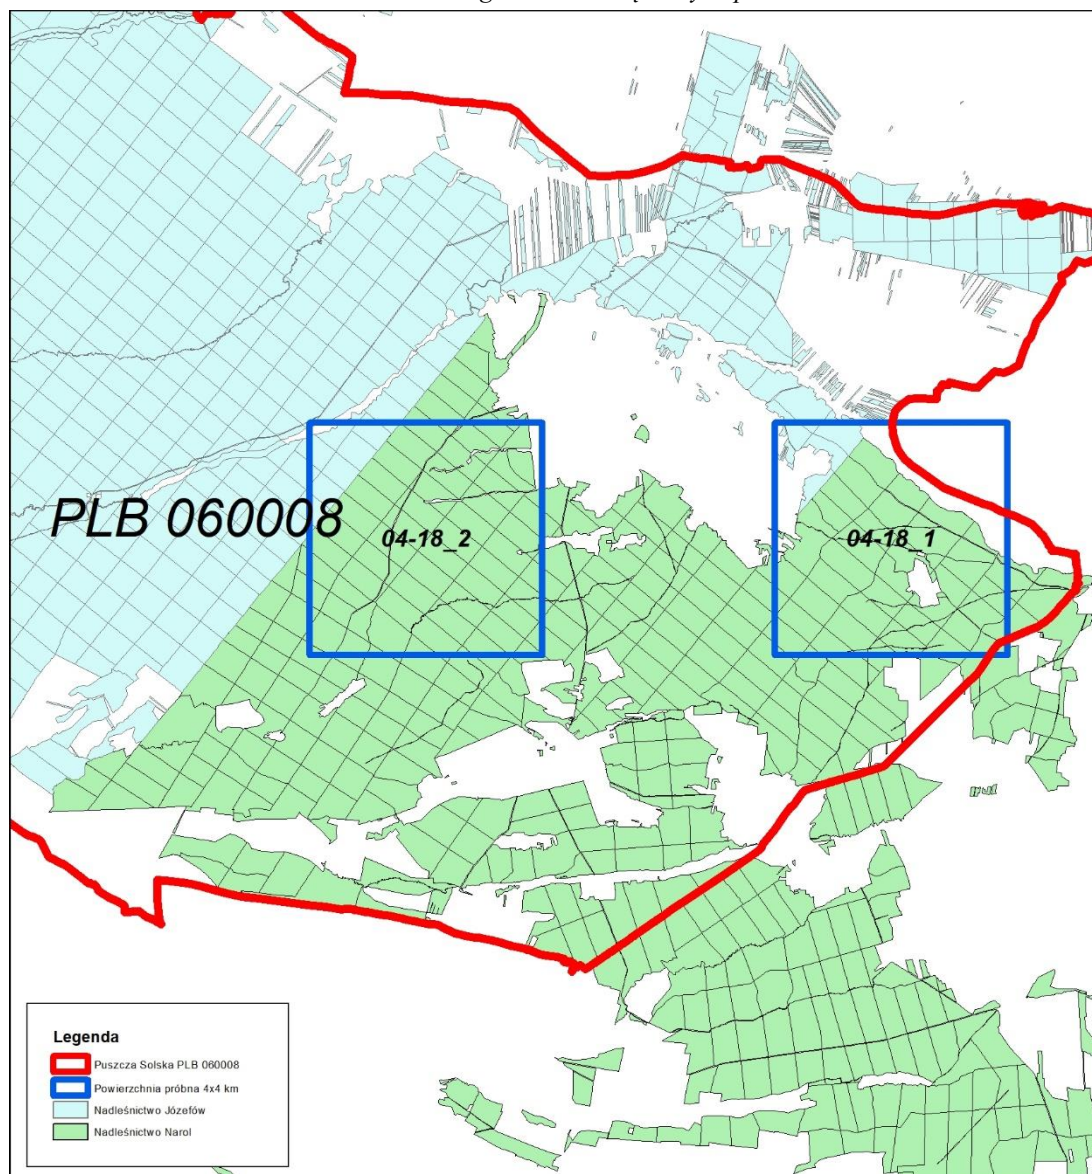 PLB 060008
04-18_2
04-18_1
Legenda
Puszcza Solska PLB 060008
Powierzchnia próbna 4x4 km
Nadleśnictwo Józefów
Nadleśnictwo Narol